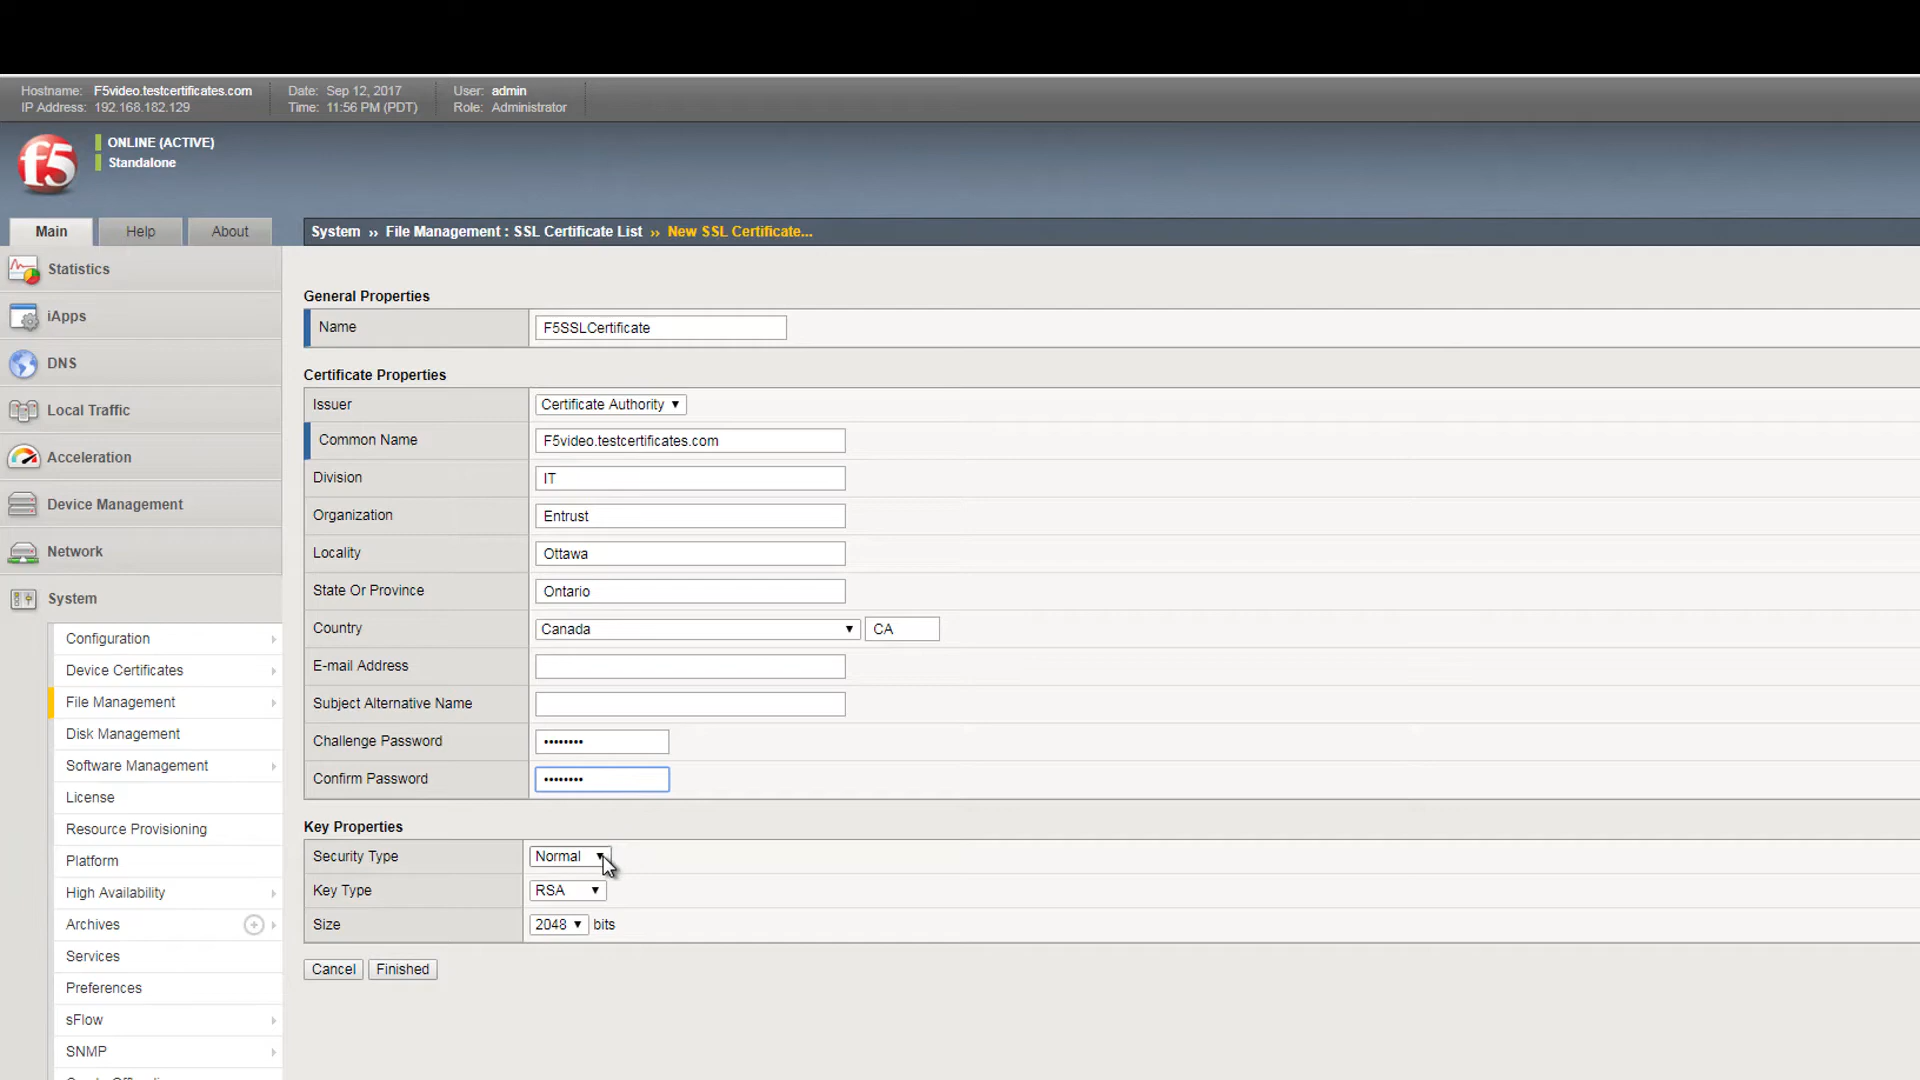 Hostname: F5video.testcertificates.com Date: Sep 12, 2017 User: admin
IP Address: 192.168.182.129 Time: 11:56 PM (PDT) Role: Administrator
f5
ONLINE (ACTIVE)
Standalone
Main Help About
System ›› File Management : SSL Certificate List ›› New SSL Certificate...
Statistics
iApps
DNS
Local Traffic
Acceleration
Device Management
Network
System
Configuration
Device Certificates
File Management
Disk Management
Software Management
License
Resource Provisioning
Platform
High Availability
Archives
Services
Preferences
sFlow
SNMP
General Properties
Name F5SSLCertificate
Certificate Properties
Issuer Certificate Authority
Common Name F5video.testcertificates.com
Division IT
Organization Entrust
Locality Ottawa
State Or Province Ontario
Country Canada CA
E-mail Address
Subject Alternative Name
Challenge Password ••••••••
Confirm Password ••••••••
Key Properties
Security Type Normal
Key Type RSA
Size 2048 bits
Cancel Finished